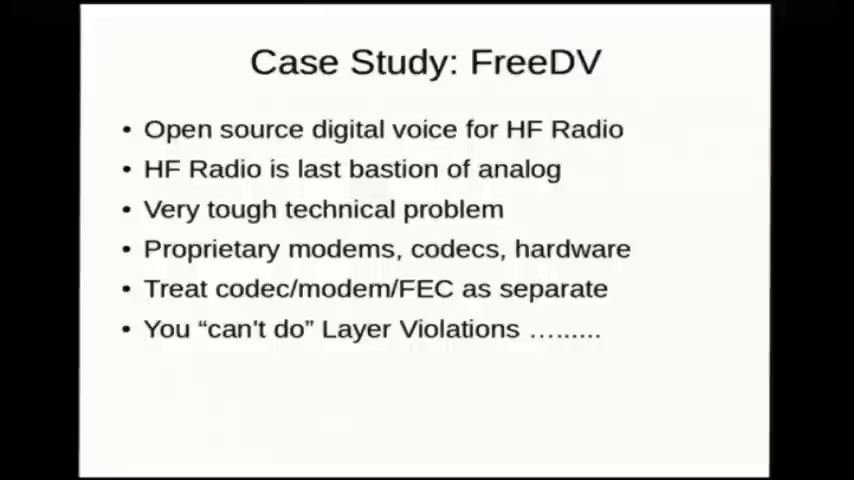 Case Study: FreeDV
• Open source digital voice for HF Radio
• HF Radio is last bastion of analog
• Very tough technical problem
• Proprietary modems, codecs, hardware
• Treat codec/modem/FEC as separate
• You “can't do” Layer Violations …......